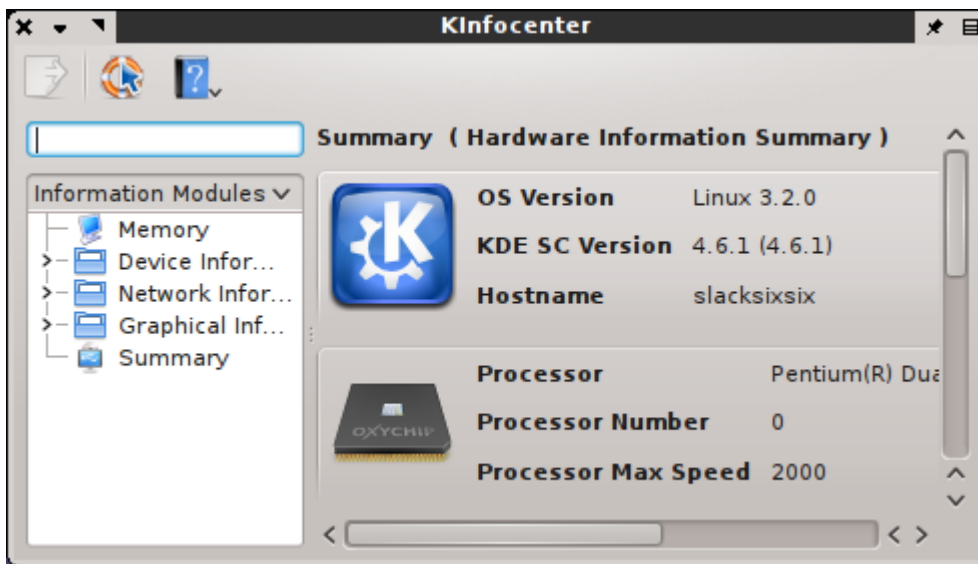 KInfocenter
Summary ( Hardware Information Summary )
Information Modules
Memory
Device Infor...
Network Infor...
Graphical Inf...
Summary
OS Version Linux 3.2.0
KDE SC Version 4.6.1 (4.6.1)
Hostname slacksixsix
OXYCHIP
Processor Pentium(R) Dua
Processor Number 0
Processor Max Speed 2000